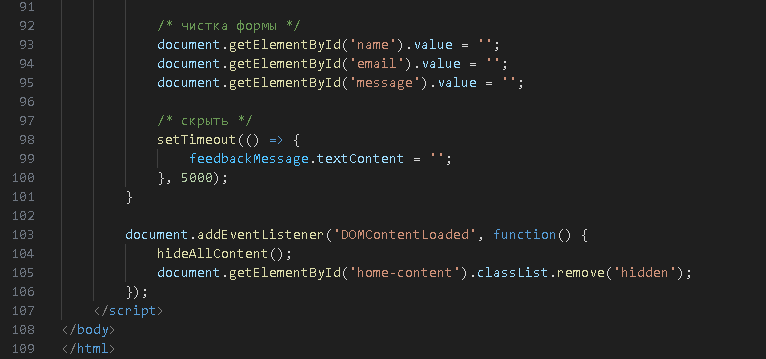 91
92 /* чистка формы */
93 document.getElementById('name').value = '';
94 document.getElementById('email').value = '';
95 document.getElementById('message').value = '';
96
97 /* скрыть */
98 setTimeout(() => {
99 feedbackMessage.textContent = '';
100 }, 5000);
101 }
102
103 document.addEventListener('DOMContentLoaded', function() {
104 hideAllContent();
105 document.getElementById('home-content').classList.remove('hidden');
106 });
107 </script>
108 </body>
109 </html>